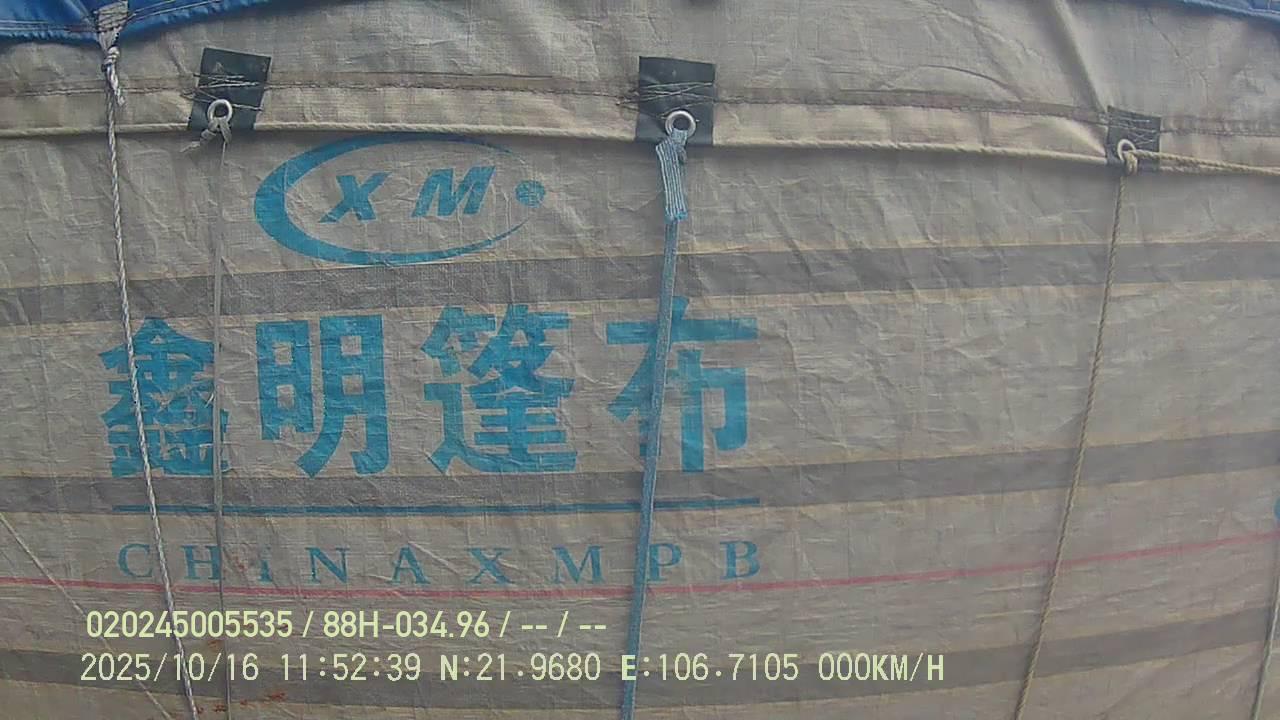 XM
鑫明篷布
CHINAXMPB
020245005535 / 88H-034.96 / -- / --
2025/10/16 11:52:39 N:21.9680 E:106.7105 000KM/H